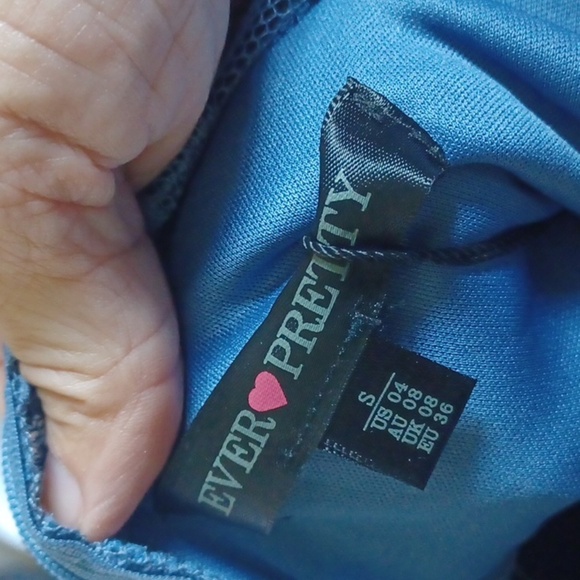 EVER PRETTY
S
US 04
AU 08
UK 08
EU 36